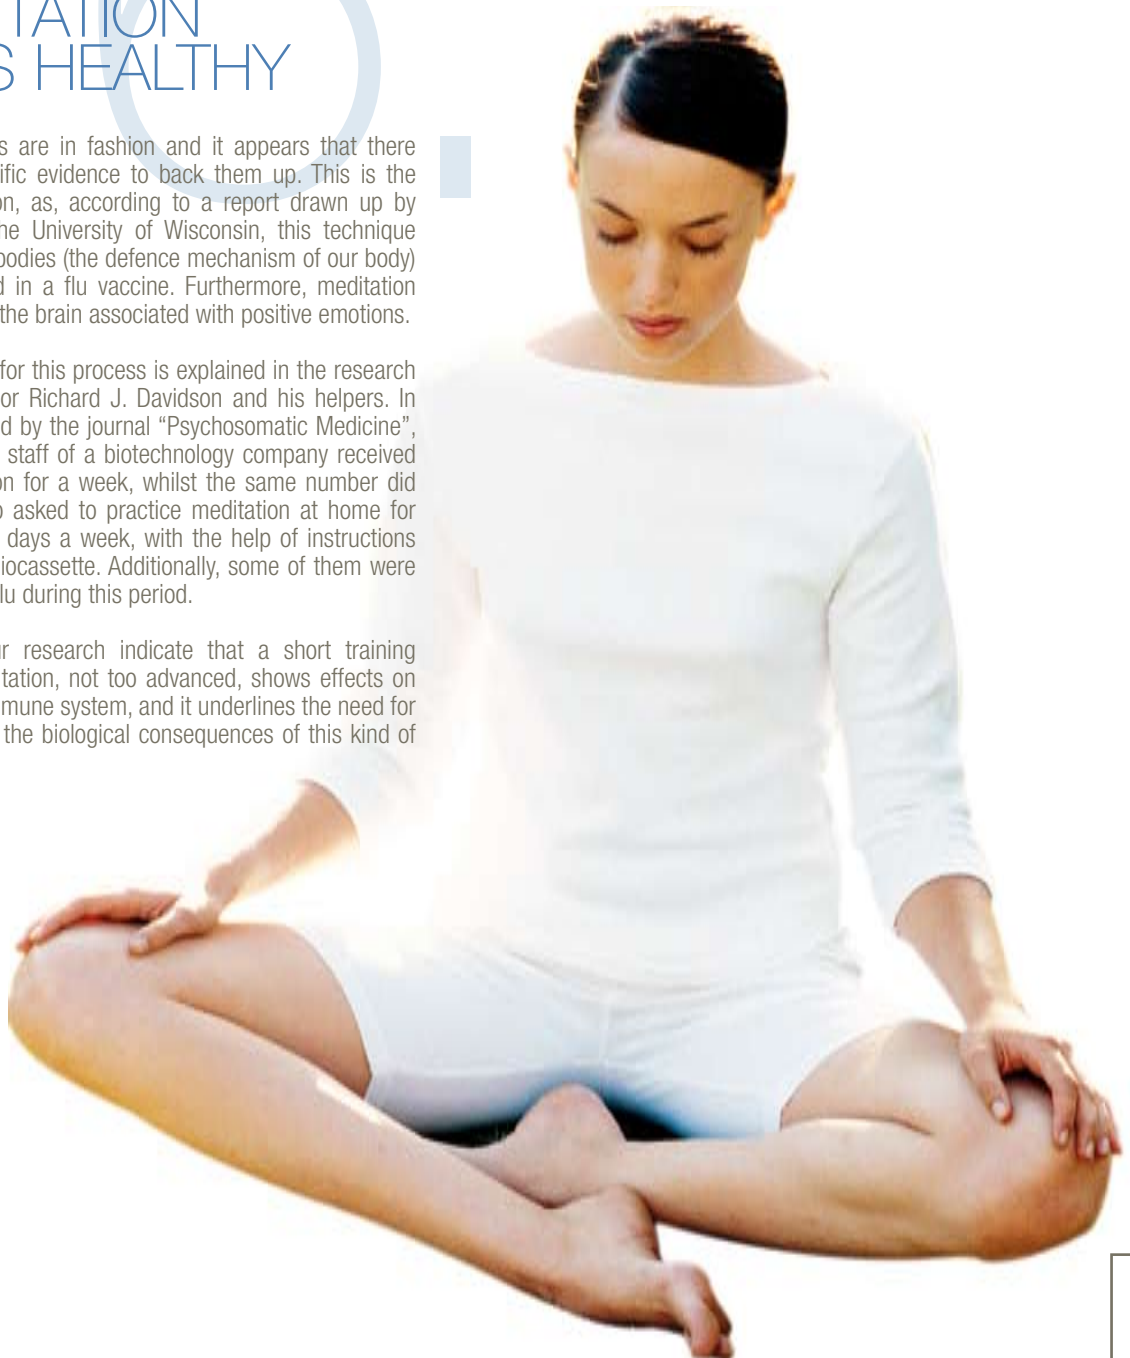 TATION
S HEALTHY
s are in fashion and it appears that there
ific evidence to back them up. This is the
on, as, according to a report drawn up by
he University of Wisconsin, this technique
bodies (the defence mechanism of our body)
d in a flu vaccine. Furthermore, meditation
the brain associated with positive emotions.
for this process is explained in the research
or Richard J. Davidson and his helpers. In
d by the journal “Psychosomatic Medicine”,
staff of a biotechnology company received
on for a week, whilst the same number did
o asked to practice meditation at home for
days a week, with the help of instructions
iocassette. Additionally, some of them were
lu during this period.
ur research indicate that a short training
tation, not too advanced, shows effects on
mune system, and it underlines the need for
the biological consequences of this kind of